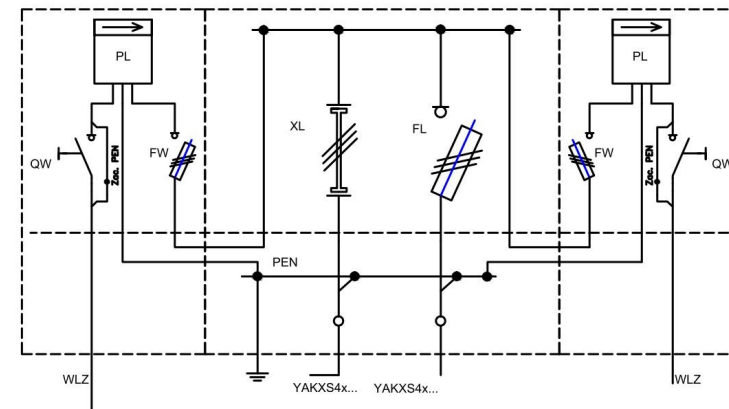 PL
PL
XL
FL
QW
Zac. PEN
FW
FW
Zac. PEN
QW
PEN
WLZ
YAKXS4x...
YAKXS4x...
WLZ